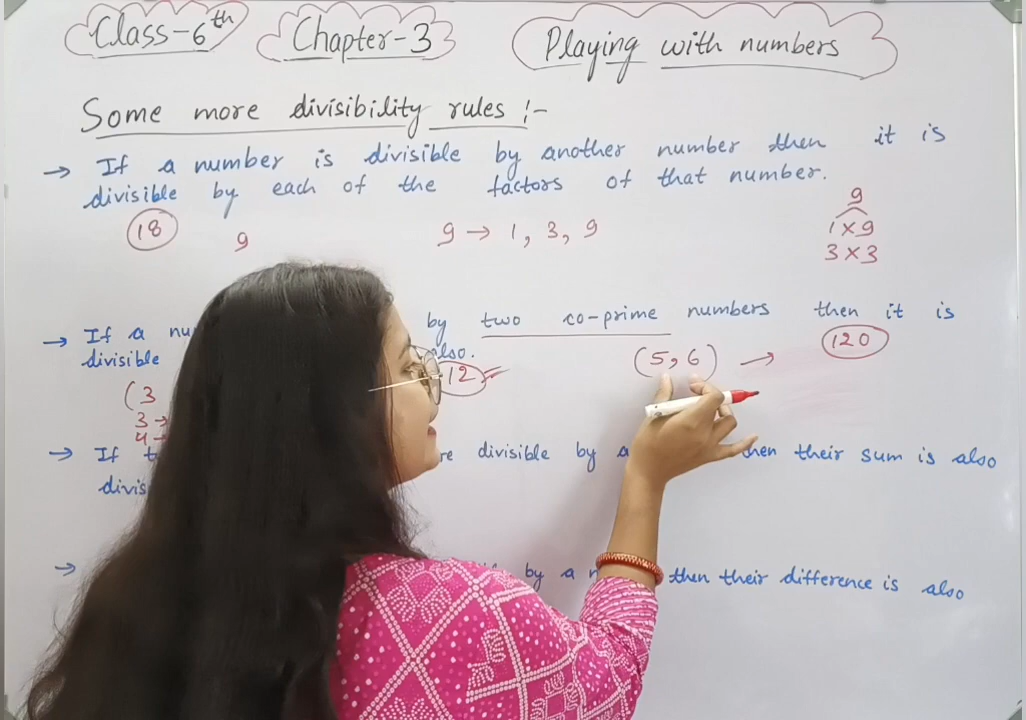 Class-6th Chapter-3 Playing with numbers
Some more divisibility rules :-
→ If a number is divisible by another number then it is
divisible by each of the factors of that number.
18 9 9 → 1, 3, 9
9
1×9
3×3
→ If a by two co-prime numbers then it is
divisible also.
(3 12 (5,6) → 120
3→
4→
→ If divisible by then their sum is also
→ by a then their difference is also